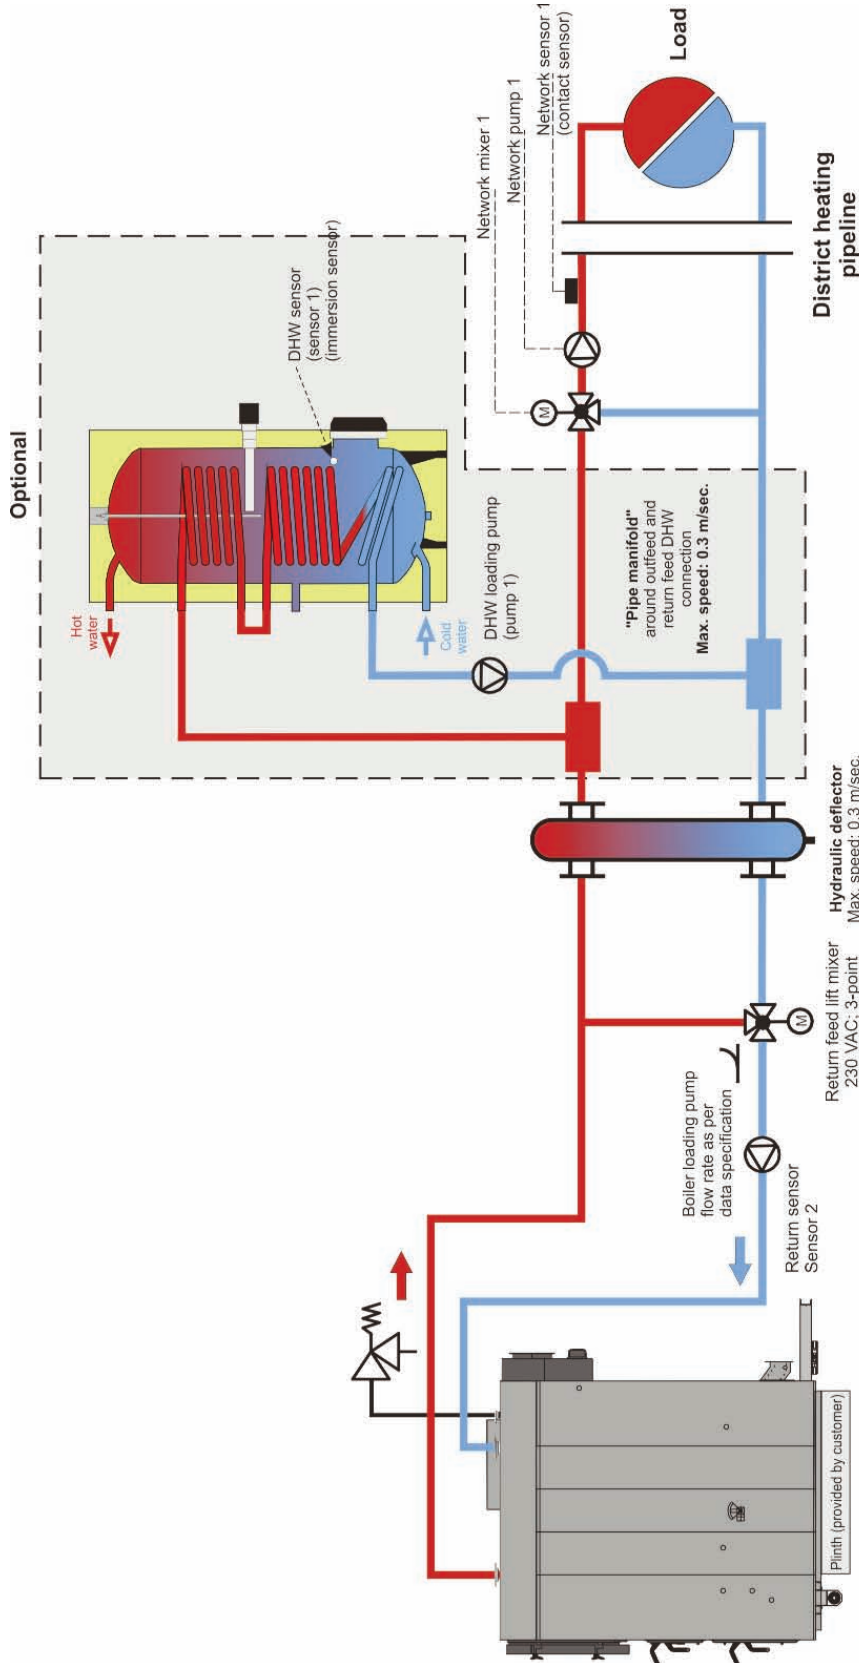 Optional
Hot
water
Cold
water
DHW sensor
(sensor 1)
(immersion sensor)
DHW loading pump
(pump 1)
Network mixer 1
Network pump 1
Network sensor 1
(contact sensor)
Load
District heating
pipeline
"Pipe manifold"
around outfeed and
return feed DHW
connection
Max. speed: 0.3 m/sec.
Hydraulic deflector
Max. speed: 0.3 m/sec.
M
M
Return feed lift mixer
230 VAC; 3-point
Boiler loading pump
flow rate as per
data specification
Return sensor
Sensor 2
Plinth (provided by customer)